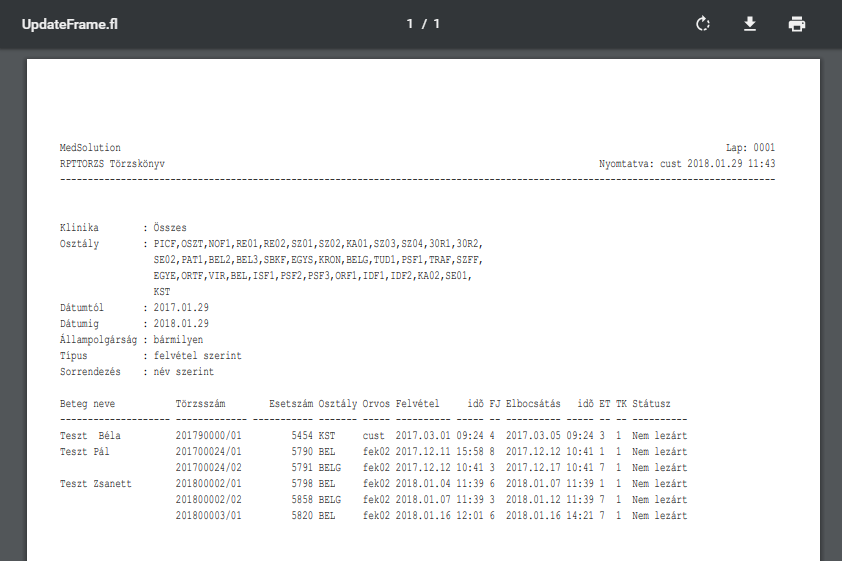 UpdateFrame.fl 1 / 1
MedSolution Lap: 0001
RPTTORZS Törzskönyv Nyomtatva: cust 2018.01.29 11:43
Klinika : Összes
Osztály : PICF,OSZT,NOF1,RE01,RE02,SZ01,SZ02,KA01,SZ03,SZ04,30R1,30R2,
SE02,PAT1,BEL2,BEL3,SBKF,EGYS,KRON,BELG,TUD1,PSF1,TRAF,SZFF,
EGYE,ORTF,VIR,BEL,ISF1,PSF2,PSF3,ORF1,IDF1,IDF2,KA02,SE01,
KST
Dátumtól : 2017.01.29
Dátumig : 2018.01.29
Állampolgárság : bármilyen
Típus : felvétel szerint
Sorrendezés : név szerint
Beteg neve Törzsszám Esetszám Osztály Orvos Felvétel idõ FJ Elbocsátás idõ ET TK Státusz
Teszt Béla 201790000/01 5454 KST cust 2017.03.01 09:24 4 2017.03.05 09:24 3 1 Nem lezárt
Teszt Pál 201700024/01 5790 BEL fek02 2017.12.11 15:58 8 2017.12.12 10:41 1 1 Nem lezárt
201700024/02 5791 BELG fek02 2017.12.12 10:41 3 2017.12.17 10:41 7 1 Nem lezárt
Teszt Zsanett 201800002/01 5798 BEL fek02 2018.01.04 11:39 6 2018.01.07 11:39 1 1 Nem lezárt
201800002/02 5858 BELG fek02 2018.01.07 11:39 3 2018.01.12 11:39 7 1 Nem lezárt
201800003/01 5820 BEL fek02 2018.01.16 12:01 6 2018.01.16 14:21 7 1 Nem lezárt